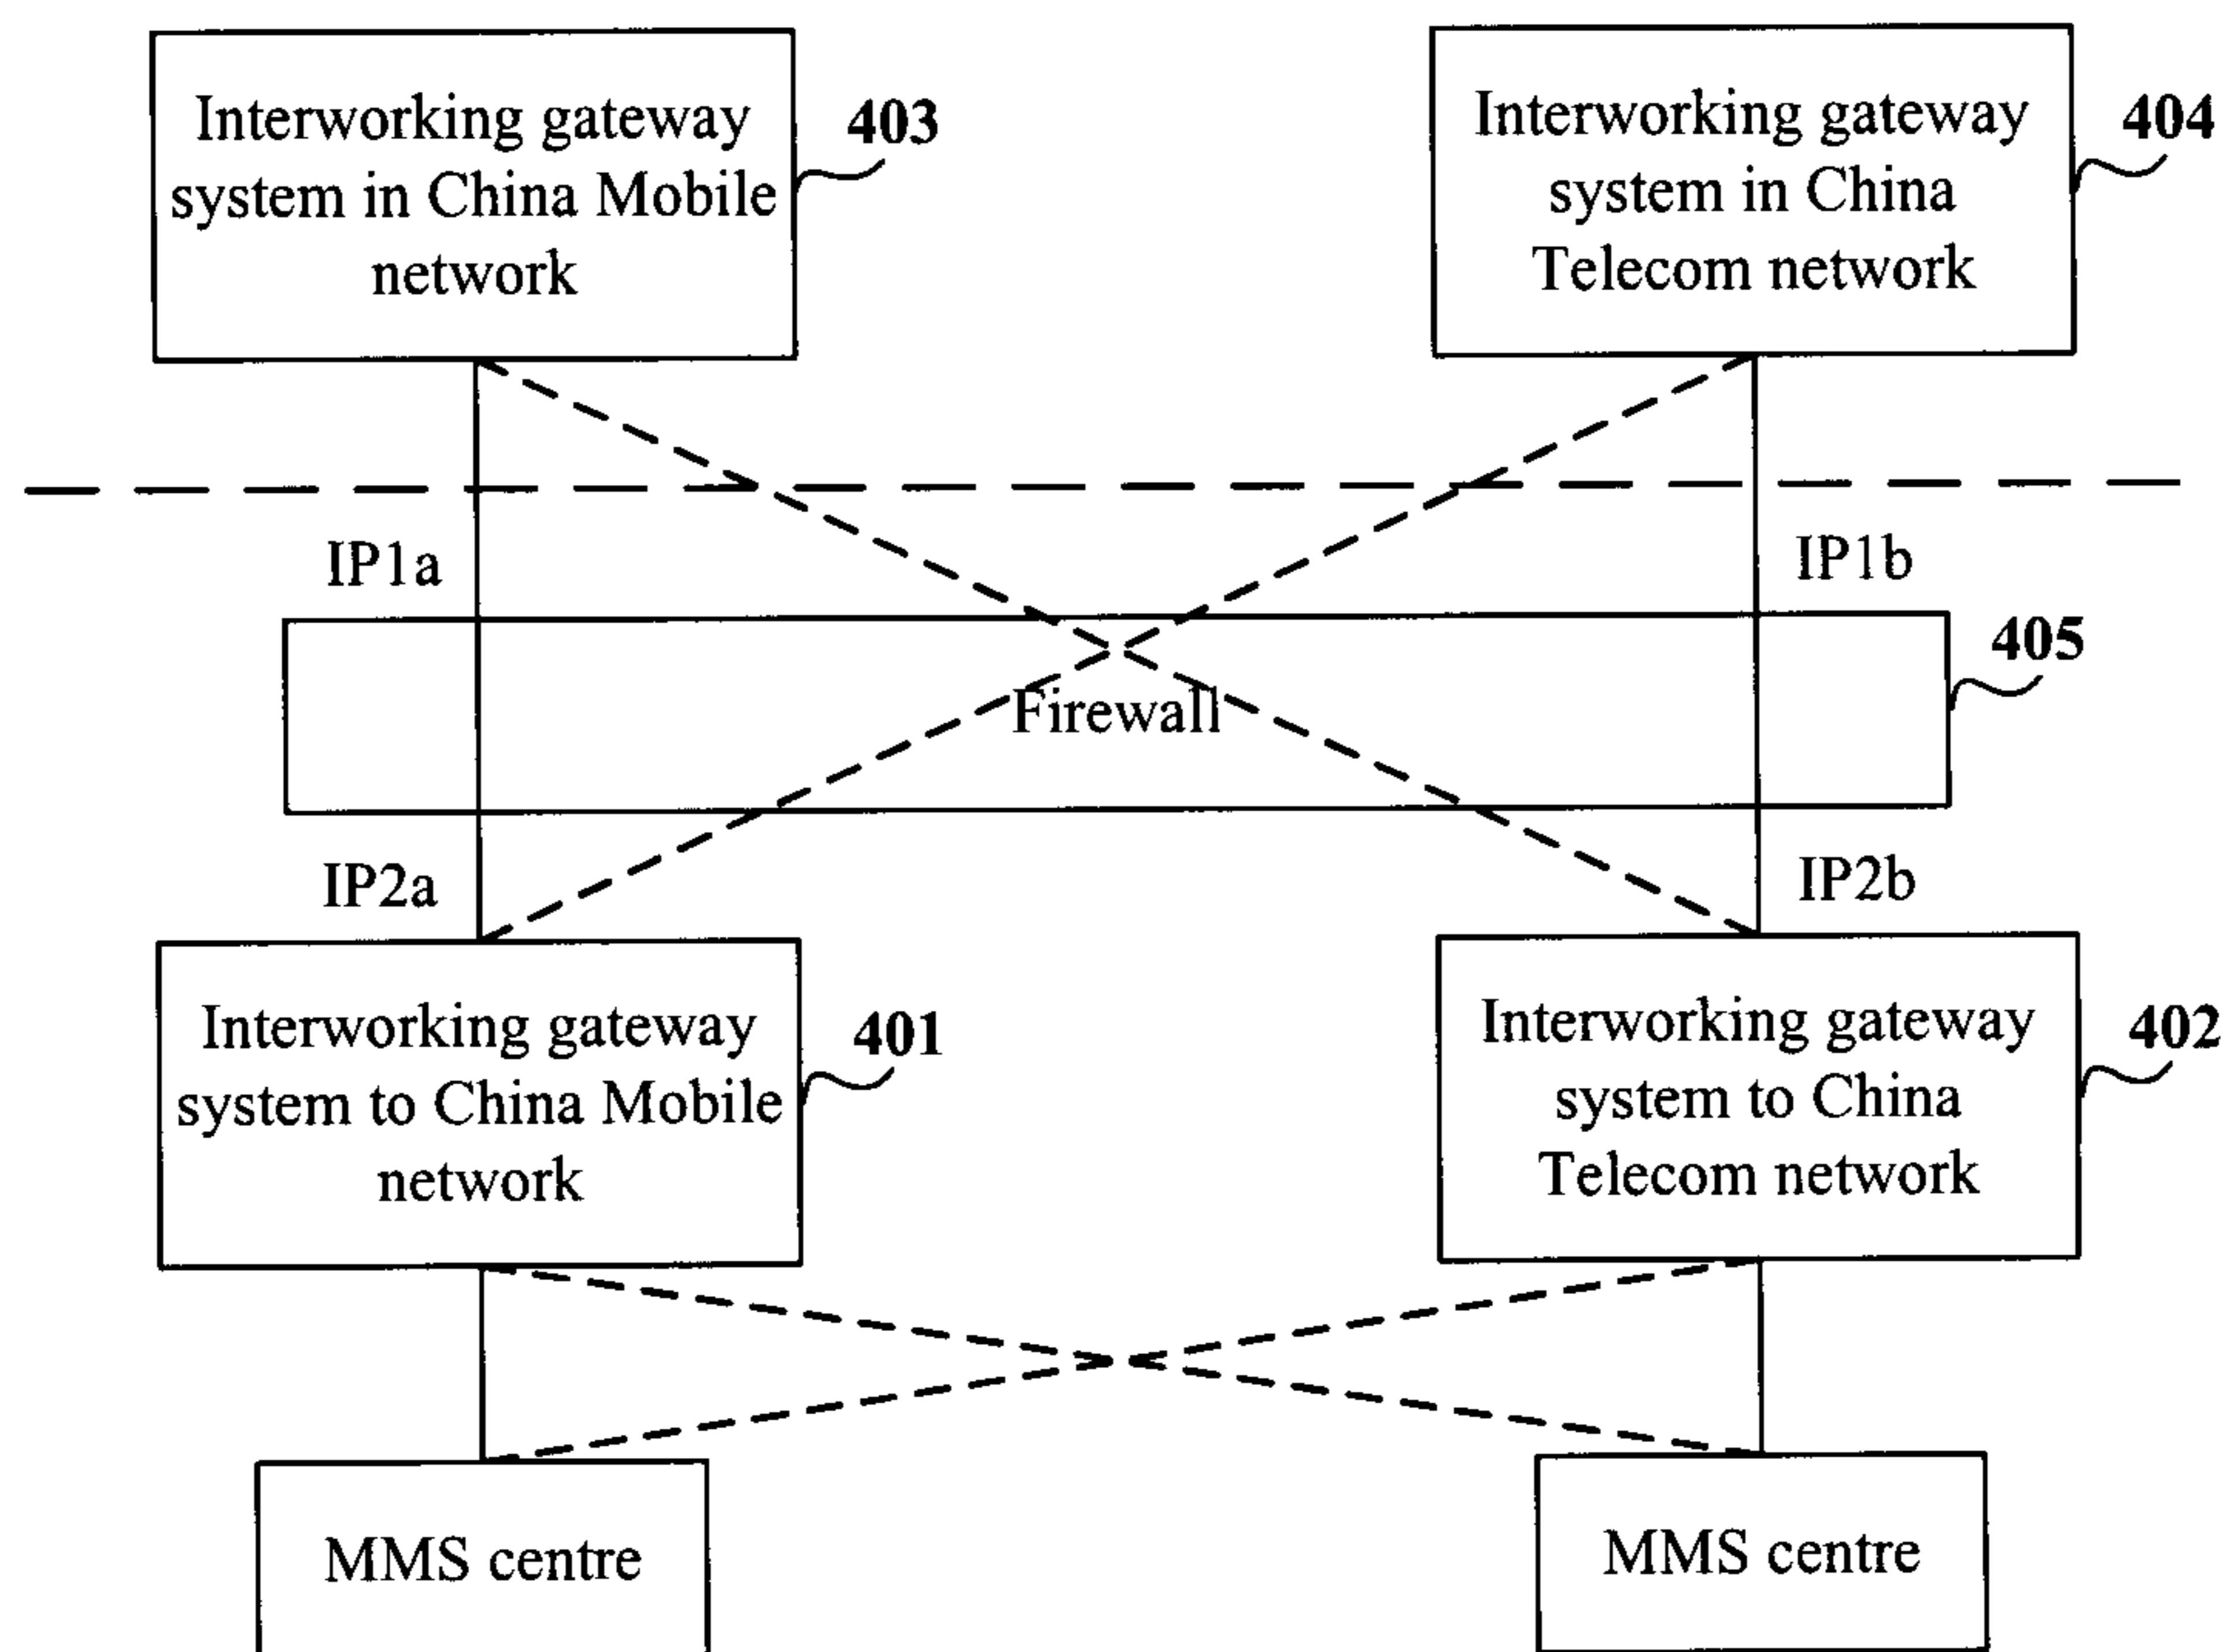 Interworking gateway
system in China Mobile
network
403
Interworking gateway
system in China
Telecom network
404
IP1a
IP1b
405
Firewall
IP2a
IP2b
Interworking gateway
system to China Mobile
network
401
Interworking gateway
system to China
Telecom network
402
MMS centre
MMS centre